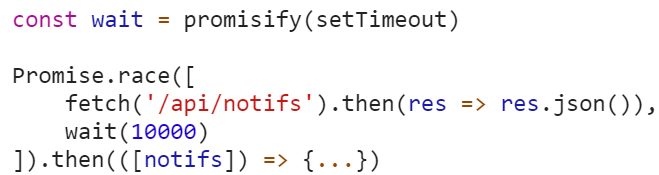 const wait = promisify(setTimeout)
Promise.race([
    fetch('/api/notifs').then(res => res.json()),
    wait(10000)
]).then(([notifs]) => {...})